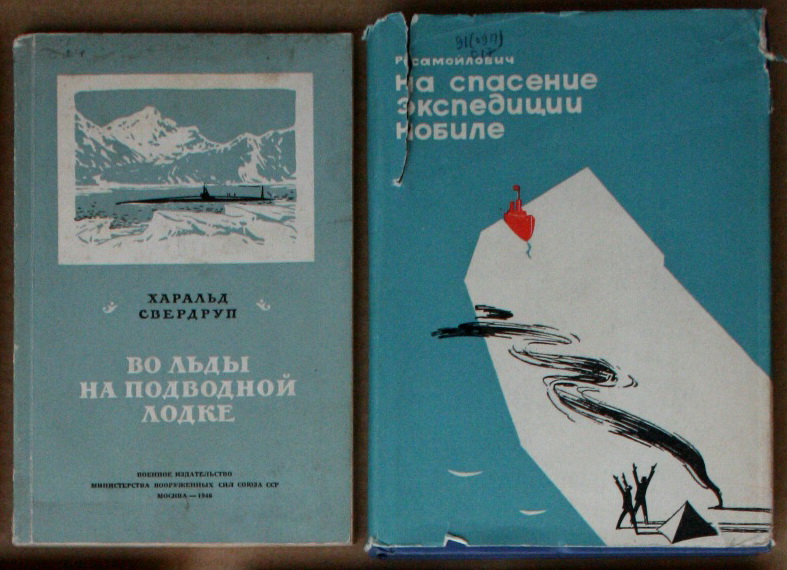 ХАРАЛЬД
СВЕРДРУП
ВО ЛЬДЫ
НА ПОДВОДНОЙ
ЛОДКЕ
ВОЕННОЕ ИЗДАТЕЛЬСТВО
МИНИСТЕРСТВА ВООРУЖЕННЫХ СИЛ СОЮЗА ССР
МОСКВА — 1946
Р. самойлович
на спасение
экспедиции
нобиле